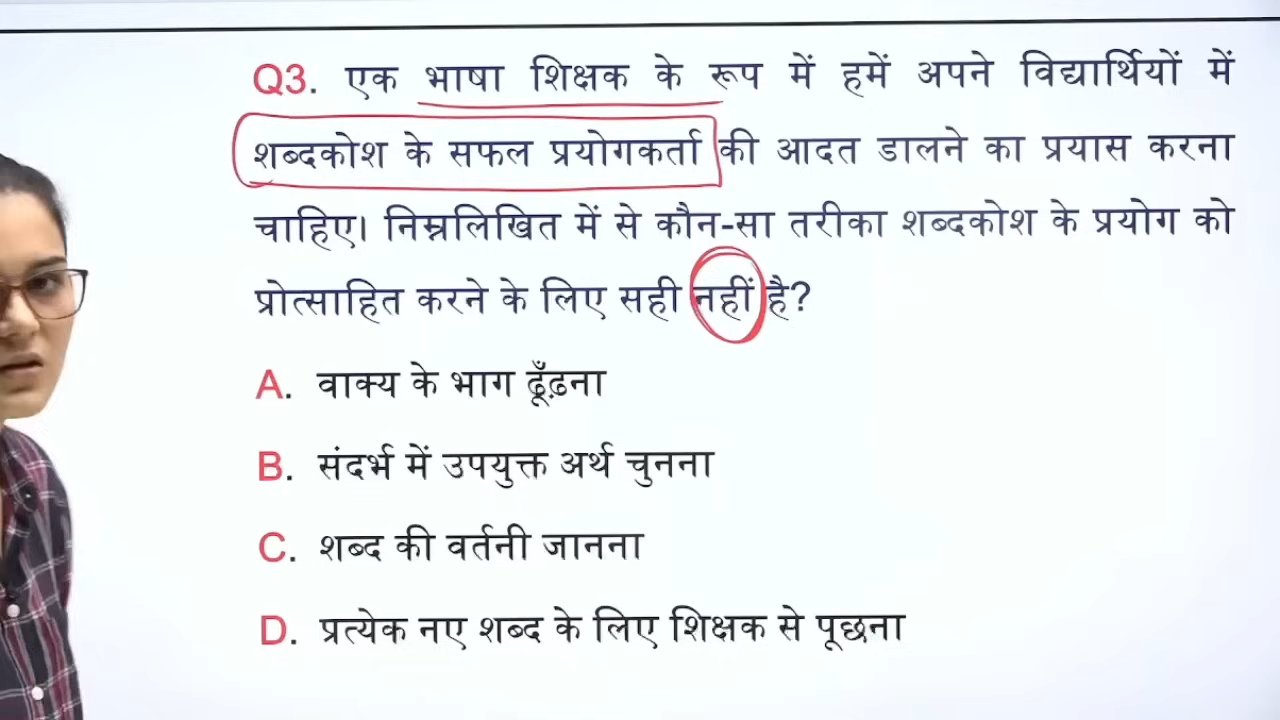 Q3. एक भाषा शिक्षक के रूप में हमें अपने विद्यार्थियों में
शब्दकोश के सफल प्रयोगकर्ता की आदत डालने का प्रयास करना
चाहिए। निम्नलिखित में से कौन-सा तरीका शब्दकोश के प्रयोग को
प्रोत्साहित करने के लिए सही नहीं है?
A. वाक्य के भाग ढूँढ़ना
B. संदर्भ में उपयुक्त अर्थ चुनना
C. शब्द की वर्तनी जानना
D. प्रत्येक नए शब्द के लिए शिक्षक से पूछना